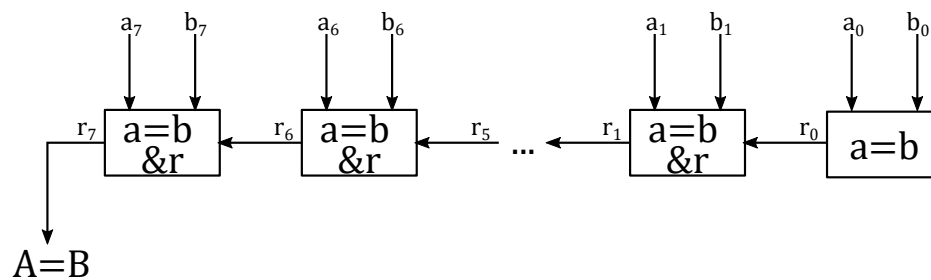 a₇ b₇ a₆ b₆ a₁ b₁ a₀ b₀
r₇ a=b r₆ a=b r₅ ... r₁ a=b r₀ a=b
&r &r &r
A=B